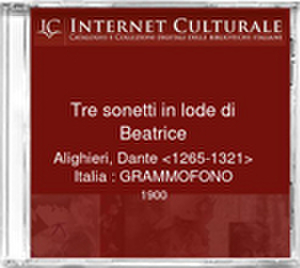 IC INTERNET CULTURALE
CATALOGHI E COLLEZIONI DIGITALI DELLE BIBLIOTECHE ITALIANE
Tre sonetti in lode di
Beatrice
Alighieri, Dante <1265-1321>
Italia : GRAMMOFONO
1900